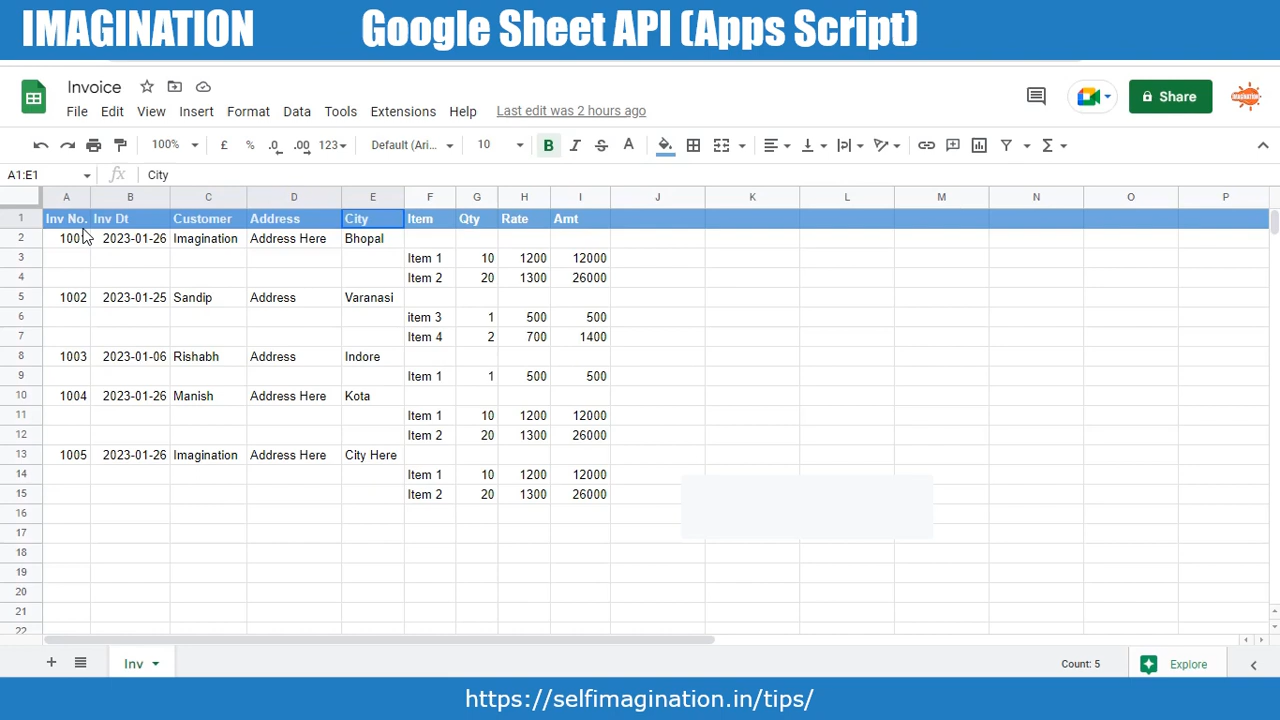 IMAGINATION Google Sheet API (Apps Script)
Invoice
File Edit View Insert Format Data Tools Extensions Help Last edit was 2 hours ago
Share
IMAGINATION
100% £ % .0 .00 123 Default (Ari... 10 B I S A Σ
A1:E1 fx City
A B C D E F G H I J K L M N O P
1 Inv No. Inv Dt Customer Address City Item Qty Rate Amt
2 1001 2023-01-26 Imagination Address Here Bhopal
3 Item 1 10 1200 12000
4 Item 2 20 1300 26000
5 1002 2023-01-25 Sandip Address Varanasi
6 item 3 1 500 500
7 Item 4 2 700 1400
8 1003 2023-01-06 Rishabh Address Indore
9 Item 1 1 500 500
10 1004 2023-01-26 Manish Address Here Kota
11 Item 1 10 1200 12000
12 Item 2 20 1300 26000
13 1005 2023-01-26 Imagination Address Here City Here
14 Item 1 10 1200 12000
15 Item 2 20 1300 26000
16
17
18
19
20
21
22
Inv Count: 5 Explore
https://selfimagination.in/tips/